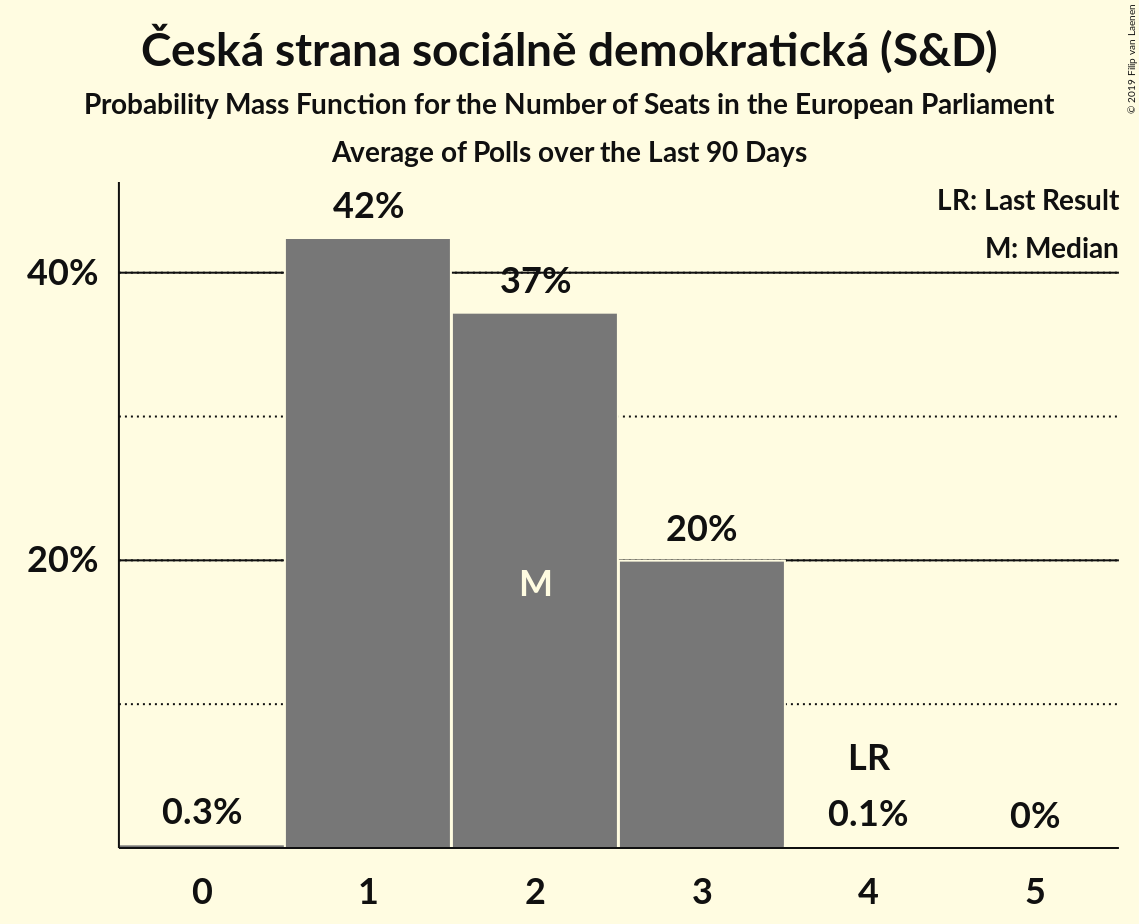 Česká strana sociálně demokratická (S&D)
Probability Mass Function for the Number of Seats in the European Parliament
Average of Polls over the Last 90 Days
© 2019 Filip van Laenen
LR: Last Result
M: Median
42%
40%
37%
20%
20%
M
LR
0.3%
0.1%
0%
0 1 2 3 4 5